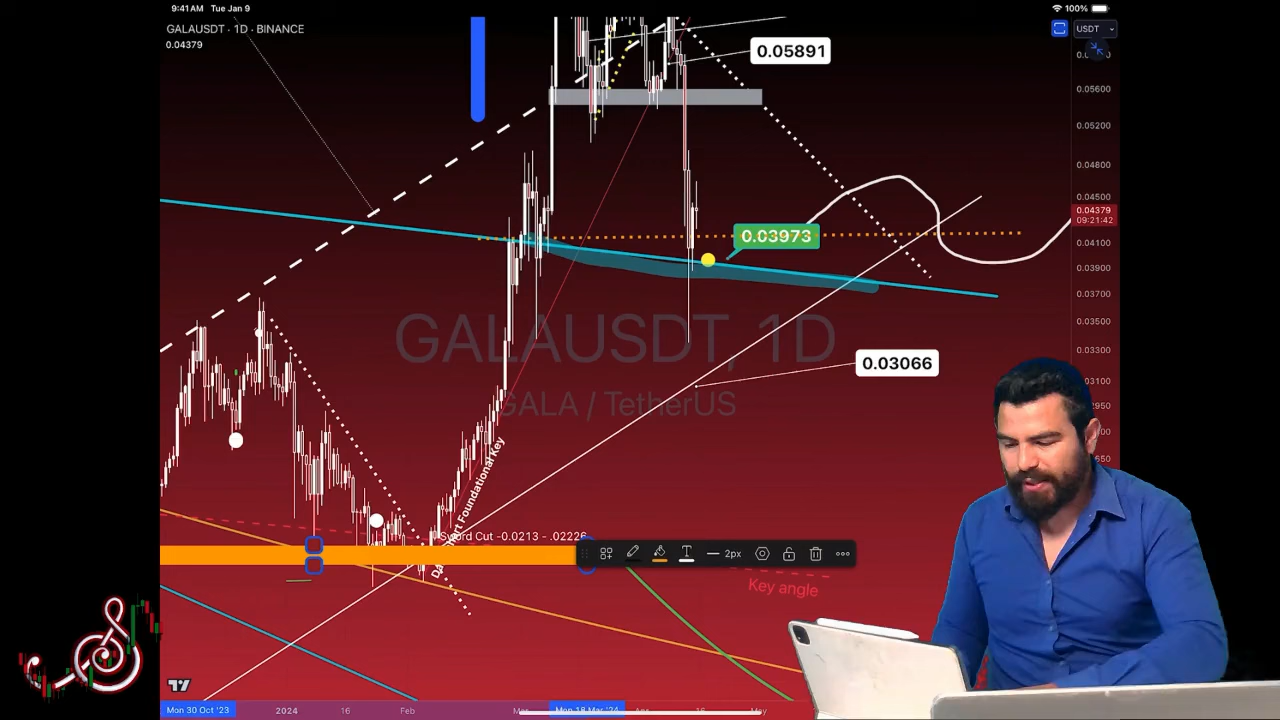 9:41 AM Tue Jan 9
100%
GALAUSDT · 1D · BINANCE
0.04379
USDT
0.05891
0.05600
0.05200
0.04800
0.04500
0.04379
09:21:42
0.03973
0.04100
0.03900
0.03700
0.03500
0.03300
GALAUSDT, 1D
GALA / TetherUS
0.03066
Foundational Key
Sword Cut -0.0213 - .02226
2px
Key angle
Mon 30 Oct '23
2024
16
Feb
Mon 18 Mar '24
16